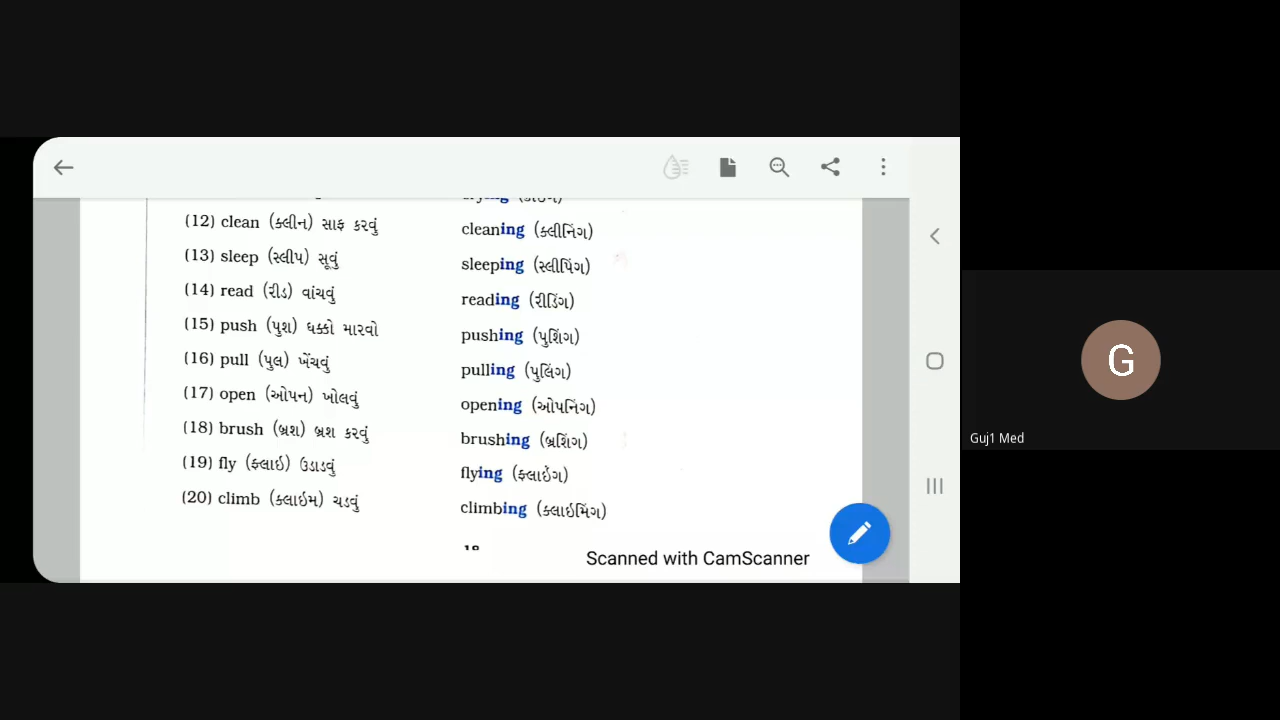 (12) clean (ક્લીન) સાફ કરવું cleaning (ક્લીનિંગ)
(13) sleep (સ્લીપ) સૂવું sleeping (સ્લીપિંગ)
(14) read (રીડ) વાંચવું reading (રીડિંગ)
(15) push (પુશ) ધક્કો મારવો pushing (પુશિંગ)
(16) pull (પુલ) ખેંચવું pulling (પુલિંગ)
(17) open (ઓપન) ખોલવું opening (ઓપનિંગ)
(18) brush (બ્રશ) બ્રશ કરવું brushing (બ્રશિંગ)
(19) fly (ફ્લાઇ) ઉડાડવું flying (ફ્લાઇંગ)
(20) climb (ક્લાઇમ) ચડવું climbing (ક્લાઇમિંગ)
Scanned with CamScanner
G
Guj1 Med